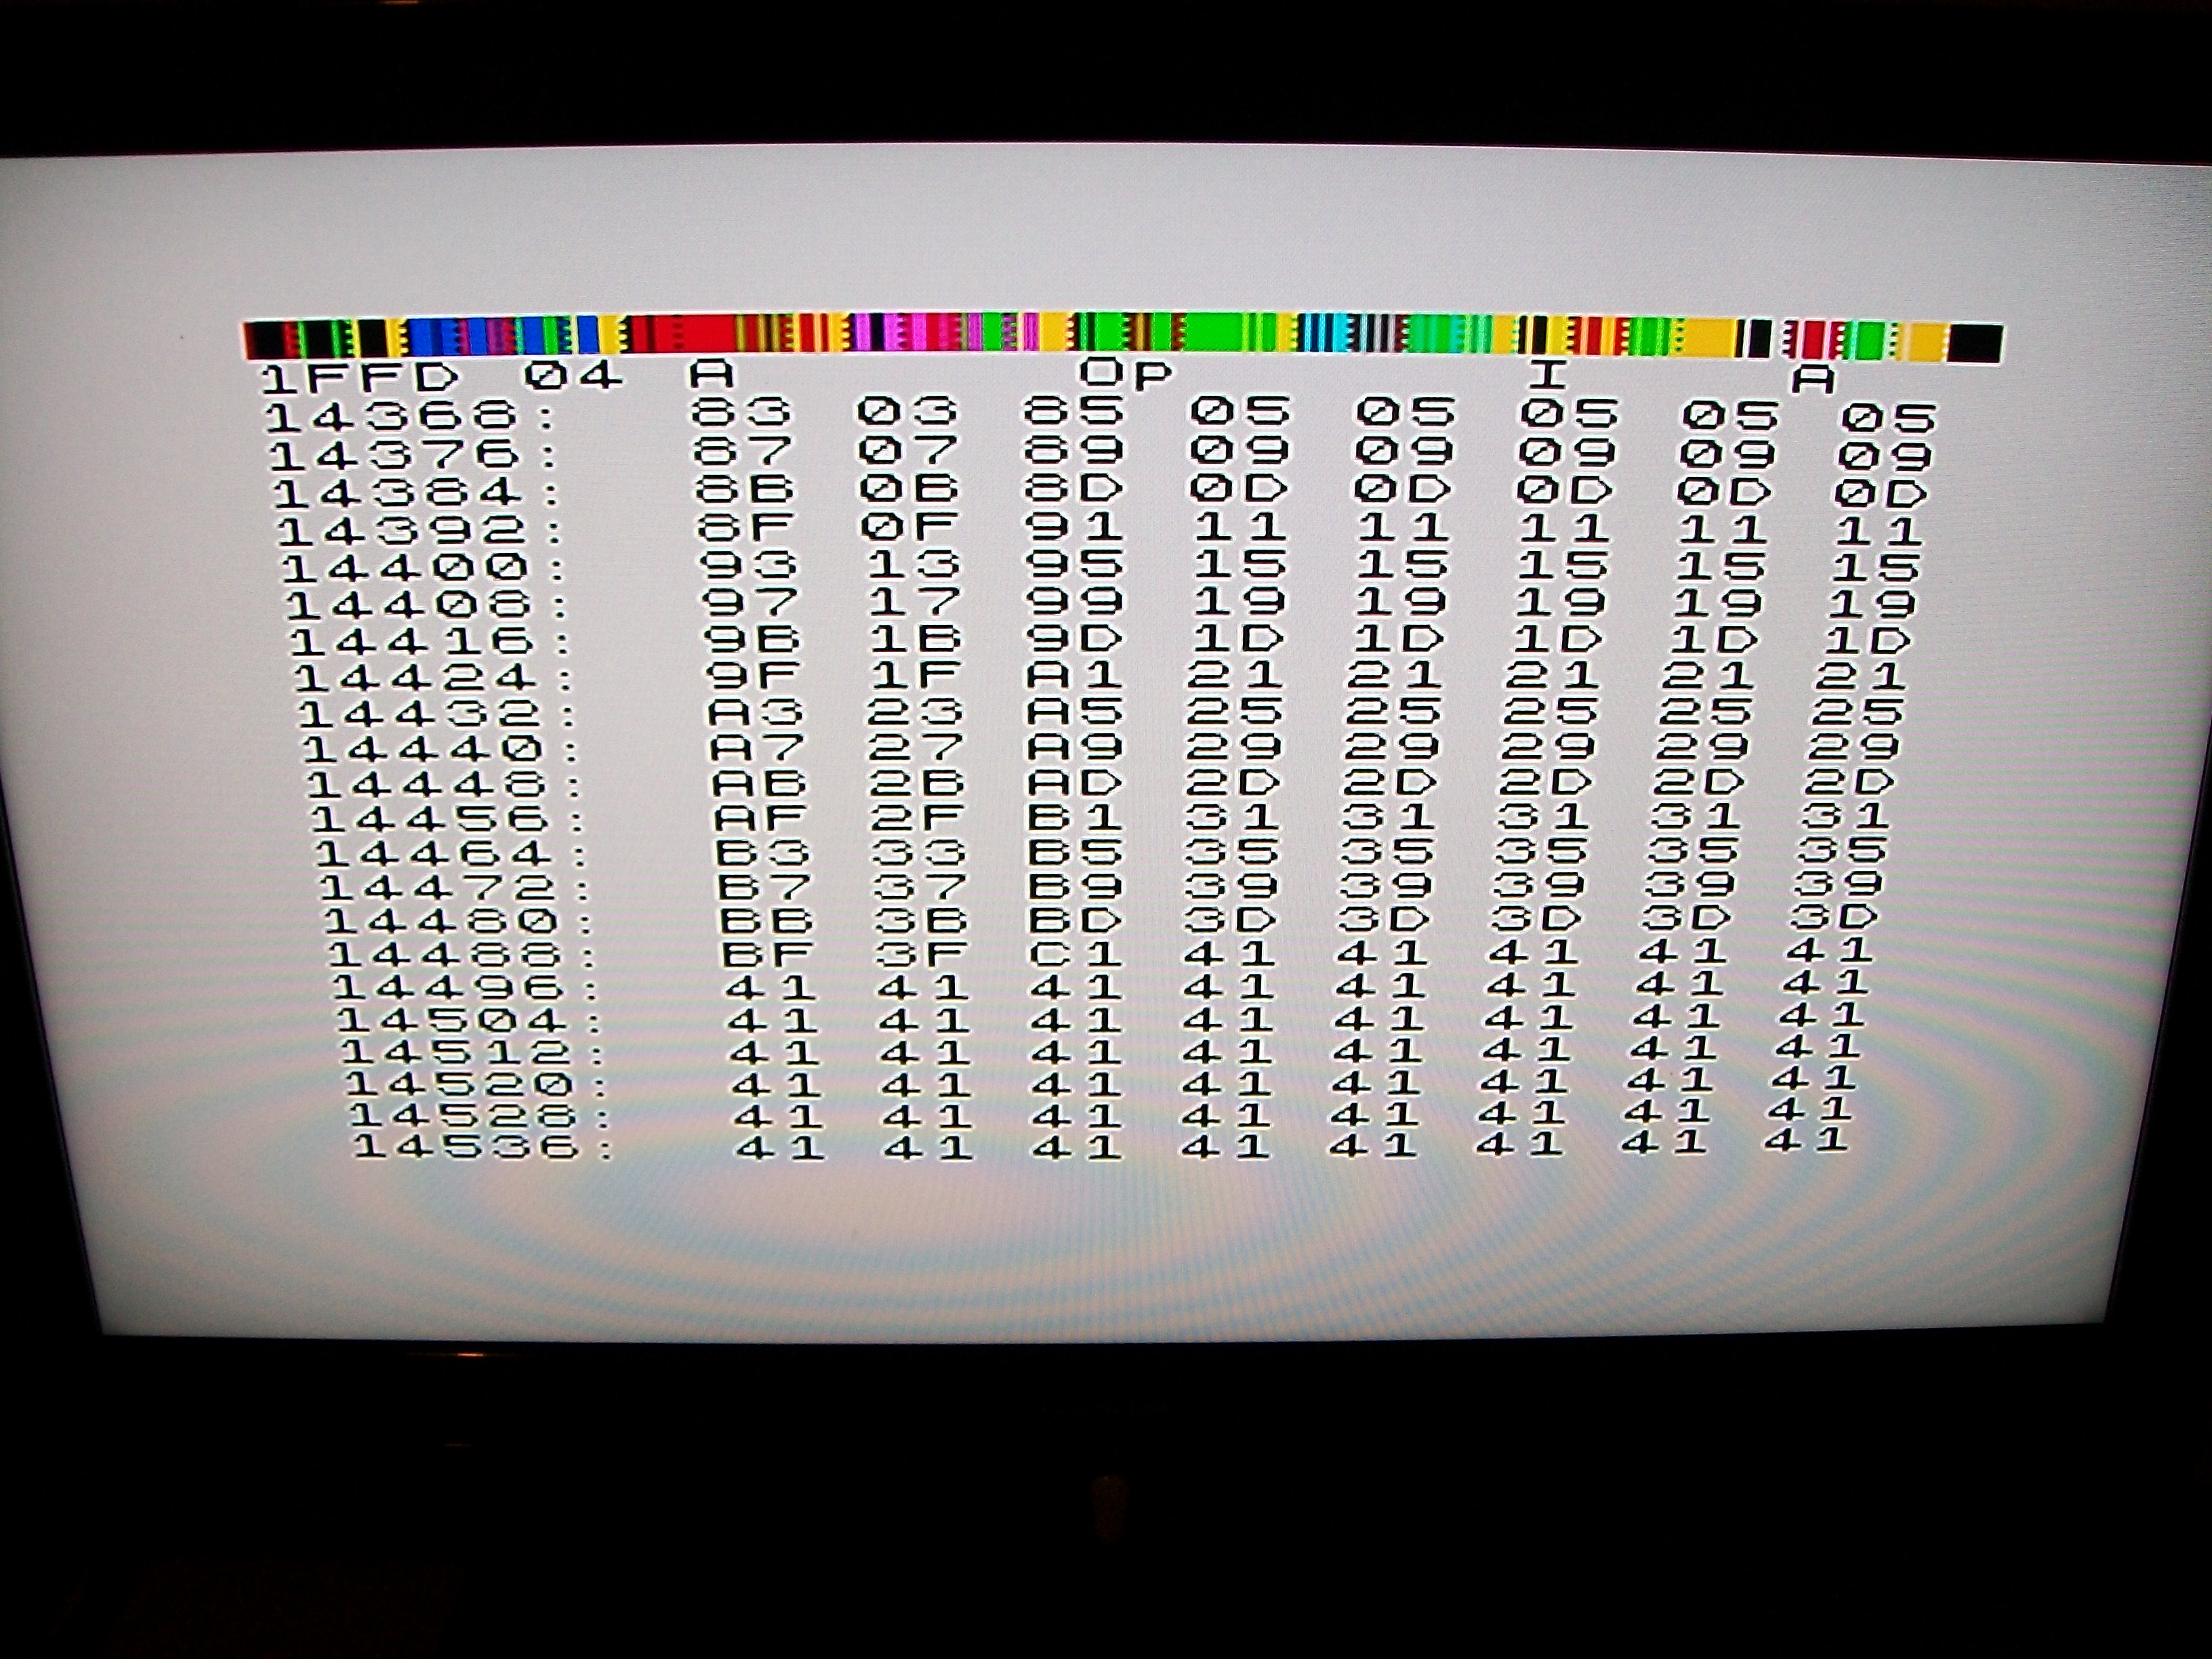 1FFD 04 A Op I A
14368: 83 03 85 05 05 05 05 05
14376: 87 07 89 09 09 09 09 09
14384: 8B 0B 8D 0D 0D 0D 0D 0D
14392: 8F 0F 91 11 11 11 11 11
14400: 93 13 95 15 15 15 15 15
14408: 97 17 99 19 19 19 19 19
14416: 9B 1B 9D 1D 1D 1D 1D 1D
14424: 9F 1F A1 21 21 21 21 21
14432: A3 23 A5 25 25 25 25 25
14440: A7 27 A9 29 29 29 29 29
14448: AB 2B AD 2D 2D 2D 2D 2D
14456: AF 2F B1 31 31 31 31 31
14464: B3 33 B5 35 35 35 35 35
14472: B7 37 B9 39 39 39 39 39
14480: BB 3B BD 3D 3D 3D 3D 3D
14488: BF 3F C1 41 41 41 41 41
14496: 41 41 41 41 41 41 41 41
14504: 41 41 41 41 41 41 41 41
14512: 41 41 41 41 41 41 41 41
14520: 41 41 41 41 41 41 41 41
14528: 41 41 41 41 41 41 41 41
14536: 41 41 41 41 41 41 41 41